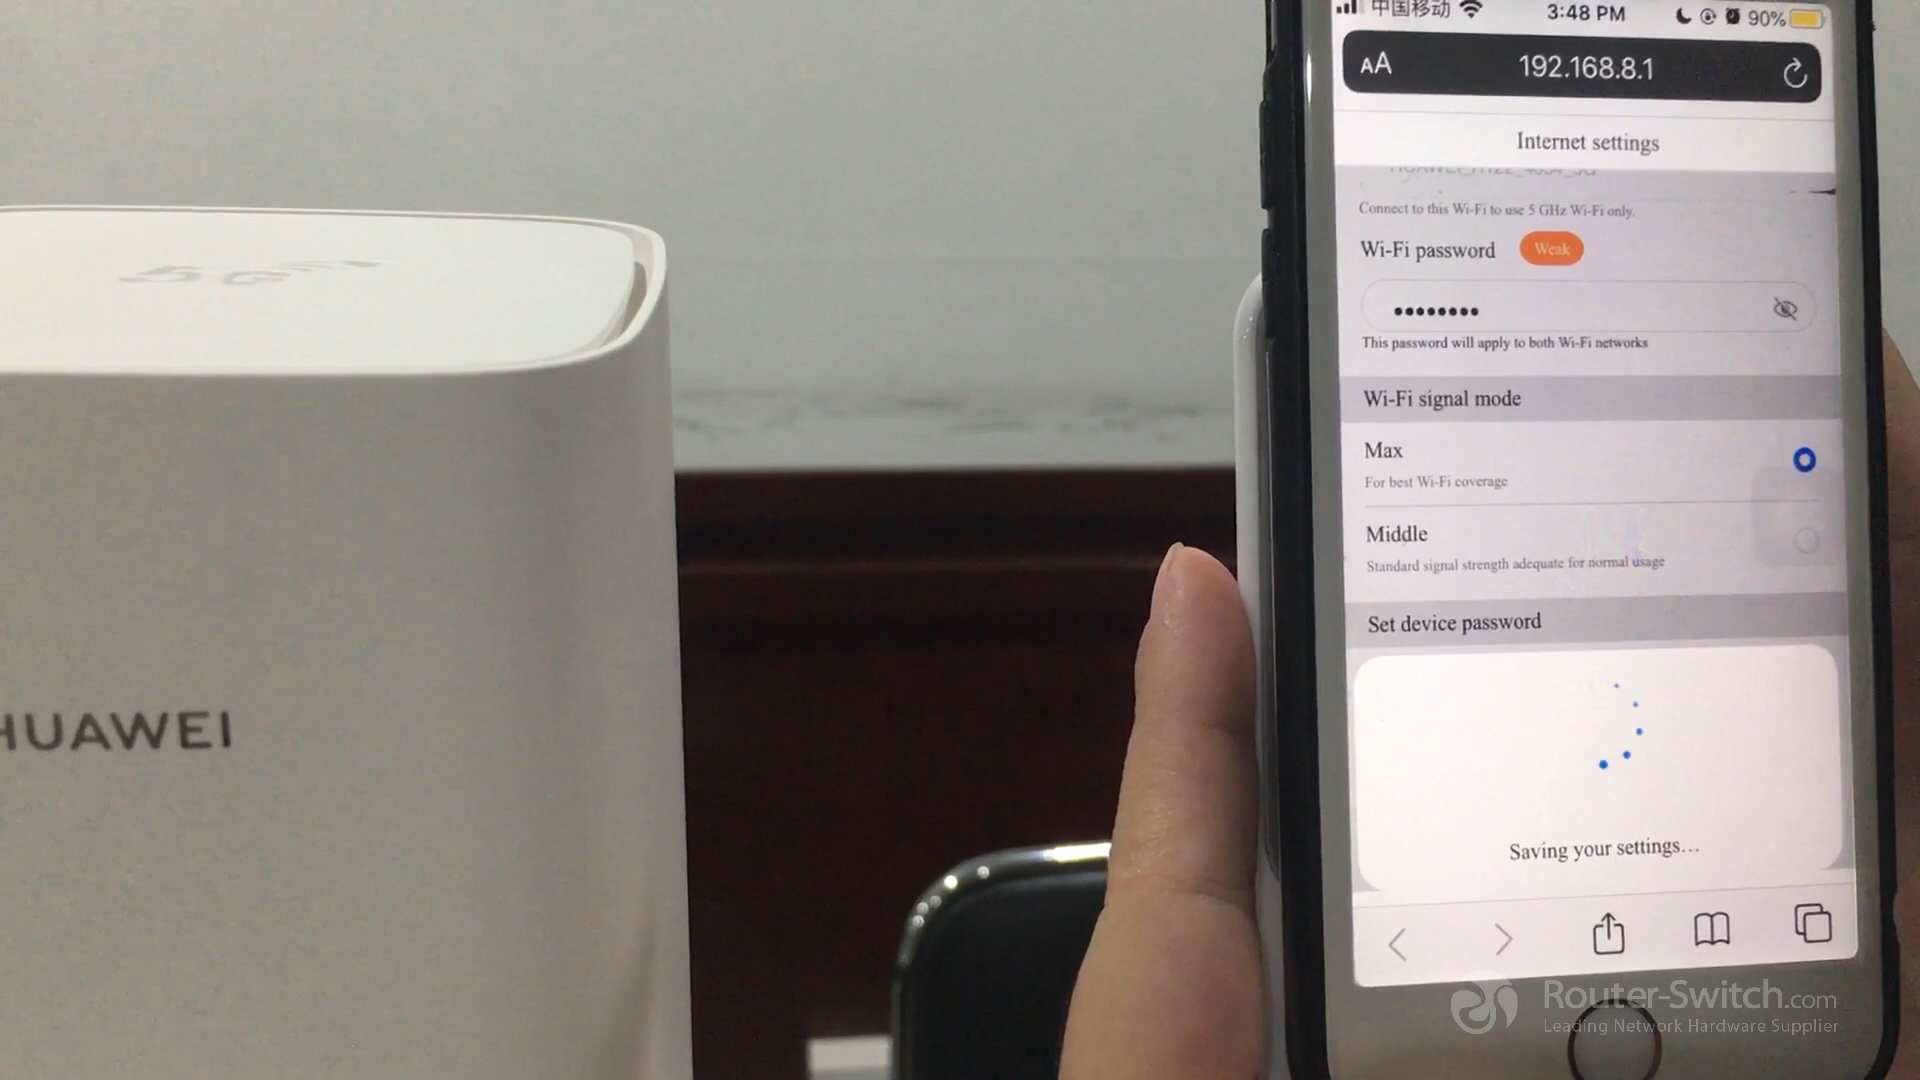 中国移动
3:48 PM
90%
AA
192.168.8.1
Internet settings
Connect to this Wi-Fi to use 5 GHz Wi-Fi only.
Wi-Fi password
Weak
This password will apply to both Wi-Fi networks
Wi-Fi signal mode
Max
For best Wi-Fi coverage
Middle
Standard signal strength adequate for normal usage
Set device password
Saving your settings...
5G
HUAWEI
Router-Switch.com
Leading Network Hardware Supplier